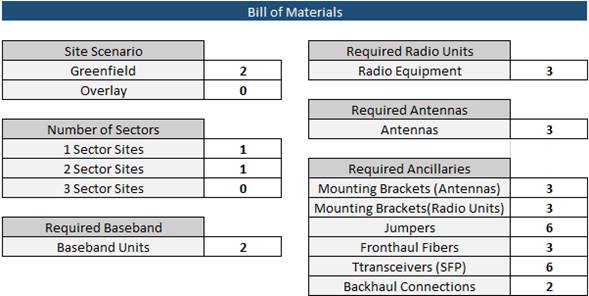 Bill of Materials
Site Scenario
Greenfield 2
Overlay 0
Number of Sectors
1 Sector Sites 1
2 Sector Sites 1
3 Sector Sites 0
Required Baseband
Baseband Units 2
Required Radio Units
Radio Equipment 3
Required Antennas
Antennas 3
Required Ancillaries
Mounting Brackets (Antennas) 3
Mounting Brackets(Radio Units) 3
Jumpers 6
Fronthaul Fibers 3
Ttransceivers (SFP) 6
Backhaul Connections 2